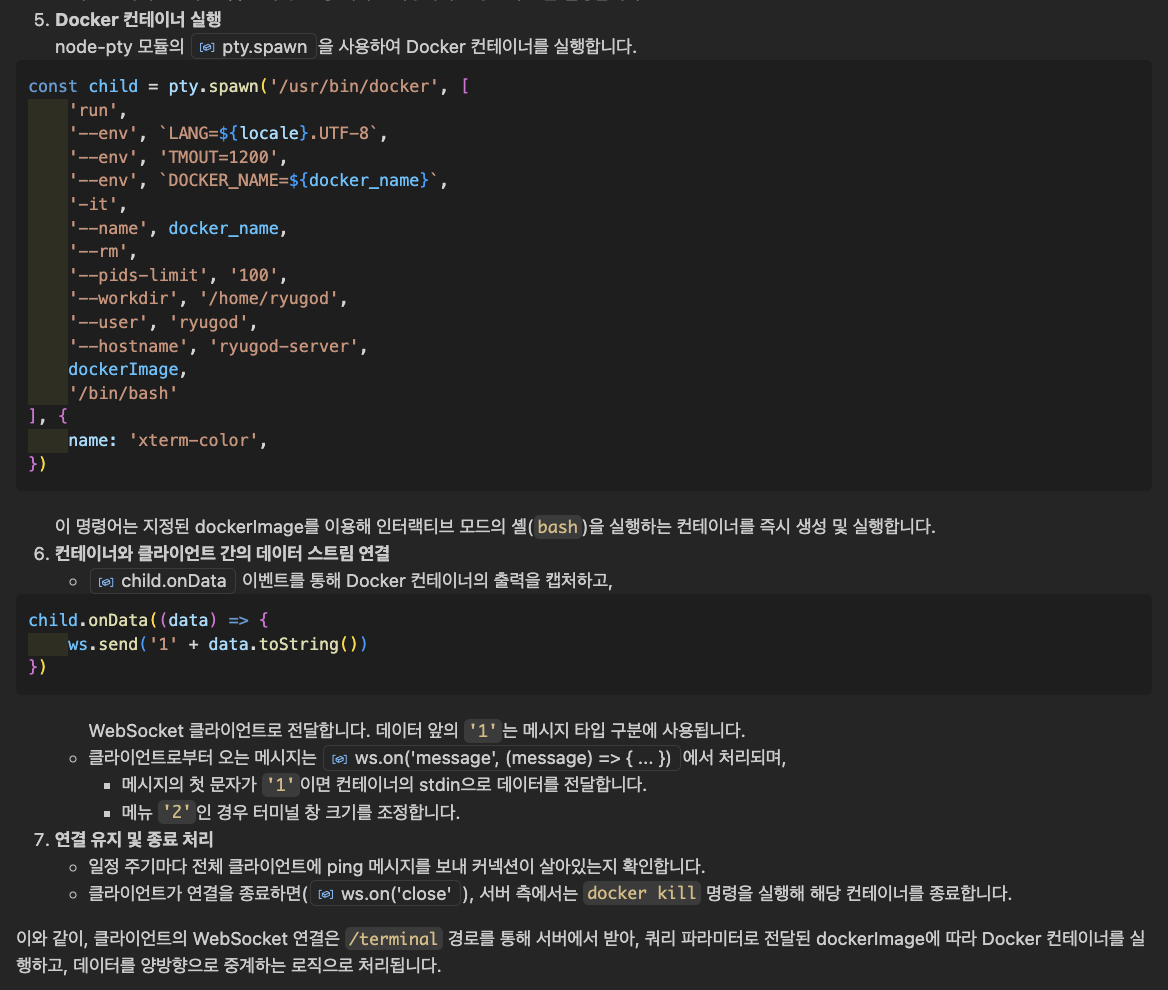 5. Docker 컨테이너 실행
node-pty 모듈의 pty.spawn 을 사용하여 Docker 컨테이너를 실행합니다.
const child = pty.spawn('/usr/bin/docker', [
'run',
'--env', `LANG=${locale}.UTF-8`,
'--env', 'TMOUT=1200',
'--env', `DOCKER_NAME=${docker_name}`,
'-it',
'--name', docker_name,
'--rm',
'--pids-limit', '100',
'--workdir', '/home/ryugod',
'--user', 'ryugod',
'--hostname', 'ryugod-server',
dockerImage,
'/bin/bash'
], {
name: 'xterm-color',
})
이 명령어는 지정된 dockerImage를 이용해 인터랙티브 모드의 셸( bash )을 실행하는 컨테이너를 즉시 생성 및 실행합니다.
6. 컨테이너와 클라이언트 간의 데이터 스트림 연결
child.onData 이벤트를 통해 Docker 컨테이너의 출력을 캡처하고,
child.onData((data) => {
ws.send('1' + data.toString())
})
WebSocket 클라이언트로 전달합니다. 데이터 앞의 '1' 는 메시지 타입 구분에 사용됩니다.
클라이언트로부터 오는 메시지는 ws.on('message', (message) => { ... }) 에서 처리되며,
메시지의 첫 문자가 '1' 이면 컨테이너의 stdin으로 데이터를 전달합니다.
메뉴 '2' 인 경우 터미널 창 크기를 조정합니다.
7. 연결 유지 및 종료 처리
일정 주기마다 전체 클라이언트에 ping 메시지를 보내 커넥션이 살아있는지 확인합니다.
클라이언트가 연결을 종료하면( ws.on('close' ), 서버 측에서는 docker kill 명령을 실행해 해당 컨테이너를 종료합니다.
이와 같이, 클라이언트의 WebSocket 연결은 /terminal 경로를 통해 서버에서 받아, 쿼리 파라미터로 전달된 dockerImage에 따라 Docker 컨테이너를 실
행하고, 데이터를 양방향으로 중계하는 로직으로 처리됩니다.